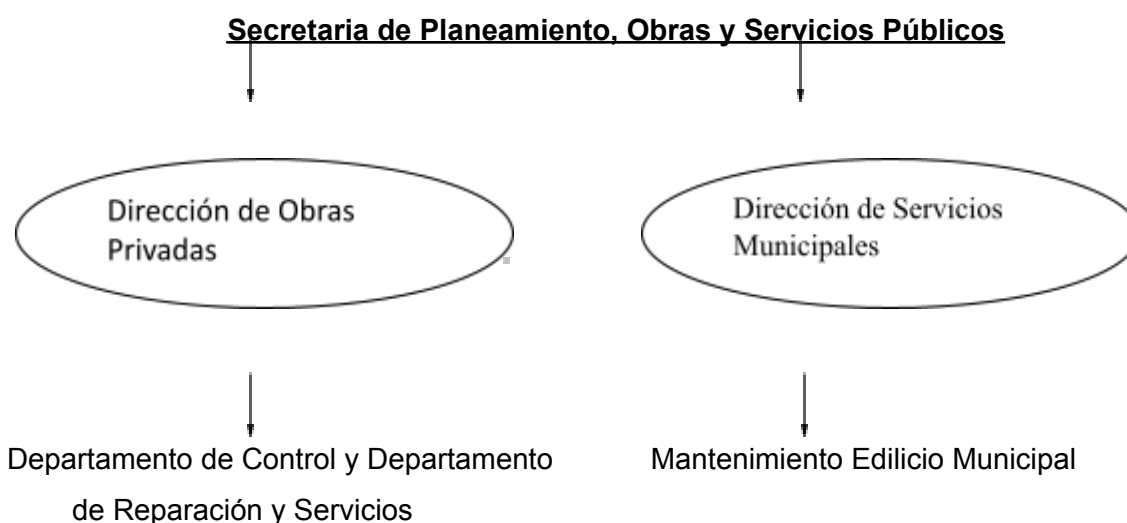 Secretaria de Planeamiento, Obras y Servicios Públicos
Dirección de Obras
Privadas
Dirección de Servicios
Municipales
Departamento de Control y Departamento
de Reparación y Servicios
Mantenimiento Edilicio Municipal